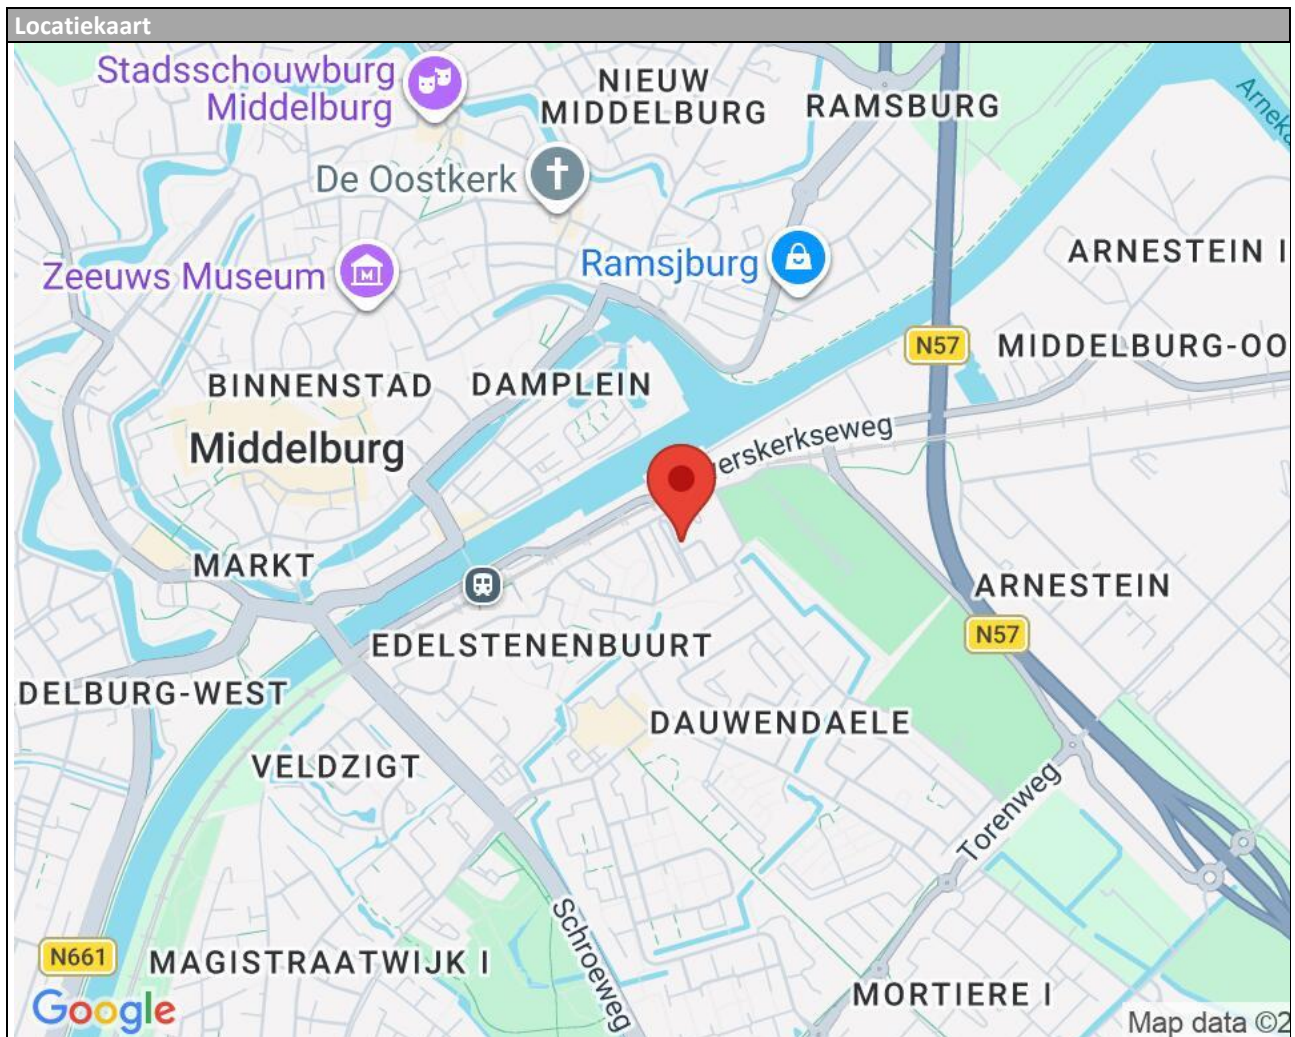 Locatiekaart
Stadsschouwburg
Middelburg
NIEUW
MIDDELBURG
RAMSBURG
De Oostkerk
Zeeuws Museum
Ramsjburg
ARNESTEIN I
N57
MIDDELBURG-OO
BINNENSTAD
DAMPLEIN
Middelburg
erskerkseweg
MARKT
ARNESTEIN
N57
EDELSTENENBUURT
DELBURG-WEST
DAUWENDAELE
VELDZIGT
Torenweg
Schroeweg
N661
MAGISTRAATWIJK I
MORTIERE I
Google
Map data ©2